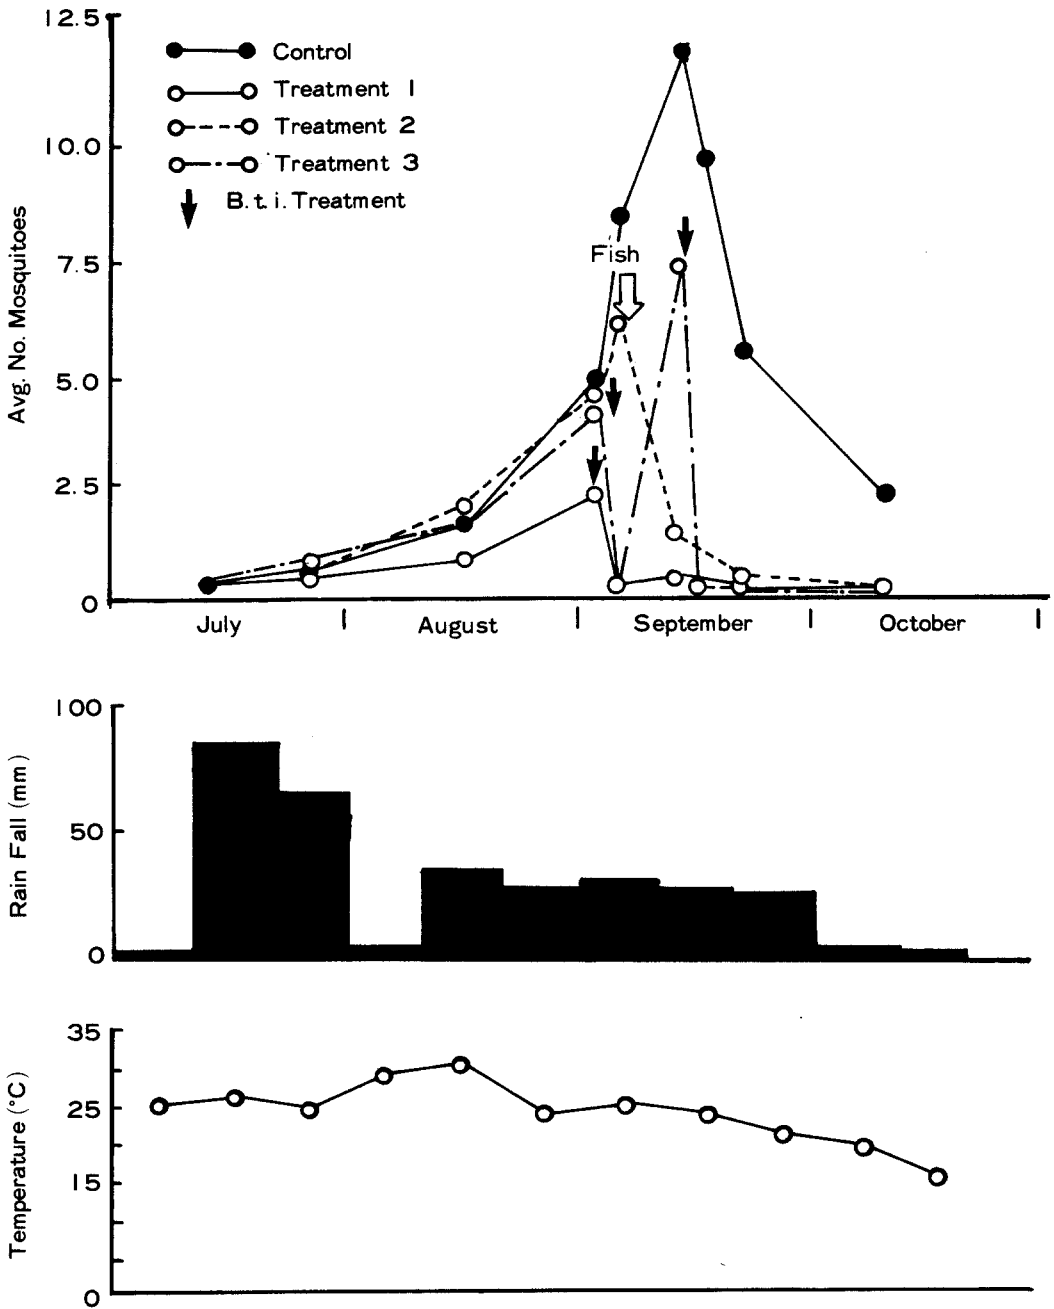 12.5
10.0
7.5
5.0
2.5
0
Avg. No. Mosquitoes
Control
Treatment 1
Treatment 2
Treatment 3
B.t.i. Treatment
Fish
July August September October
100
50
0
Rain Fall (mm)
35
25
15
0
Temperature (°C)